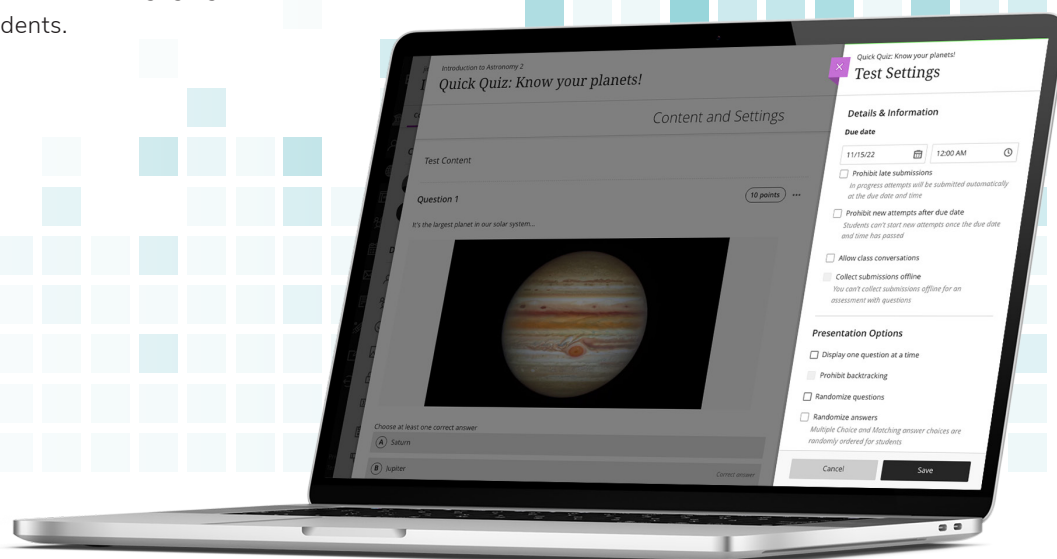 dents.
Introduction to Astronomy 2
Quick Quiz: Know your planets!
Content and Settings
Test Content
Question 1
10 points
It's the largest planet in our solar system...
Choose at least one correct answer
A Saturn
B Jupiter
Correct answer
Quick Quiz: Know your planets!
Test Settings
Details & Information
Due date
11/15/22
12:00 AM
Prohibit late submissions
In progress attempts will be submitted automatically
at the due date and time
Prohibit new attempts after due date
Students can't start new attempts once the due date
and time has passed
Allow class conversations
Collect submissions offline
You can't collect submissions offline for an
assessment with questions
Presentation Options
Display one question at a time
Prohibit backtracking
Randomize questions
Randomize answers
Multiple Choice and Matching answer choices are
randomly ordered for students
Cancel
Save